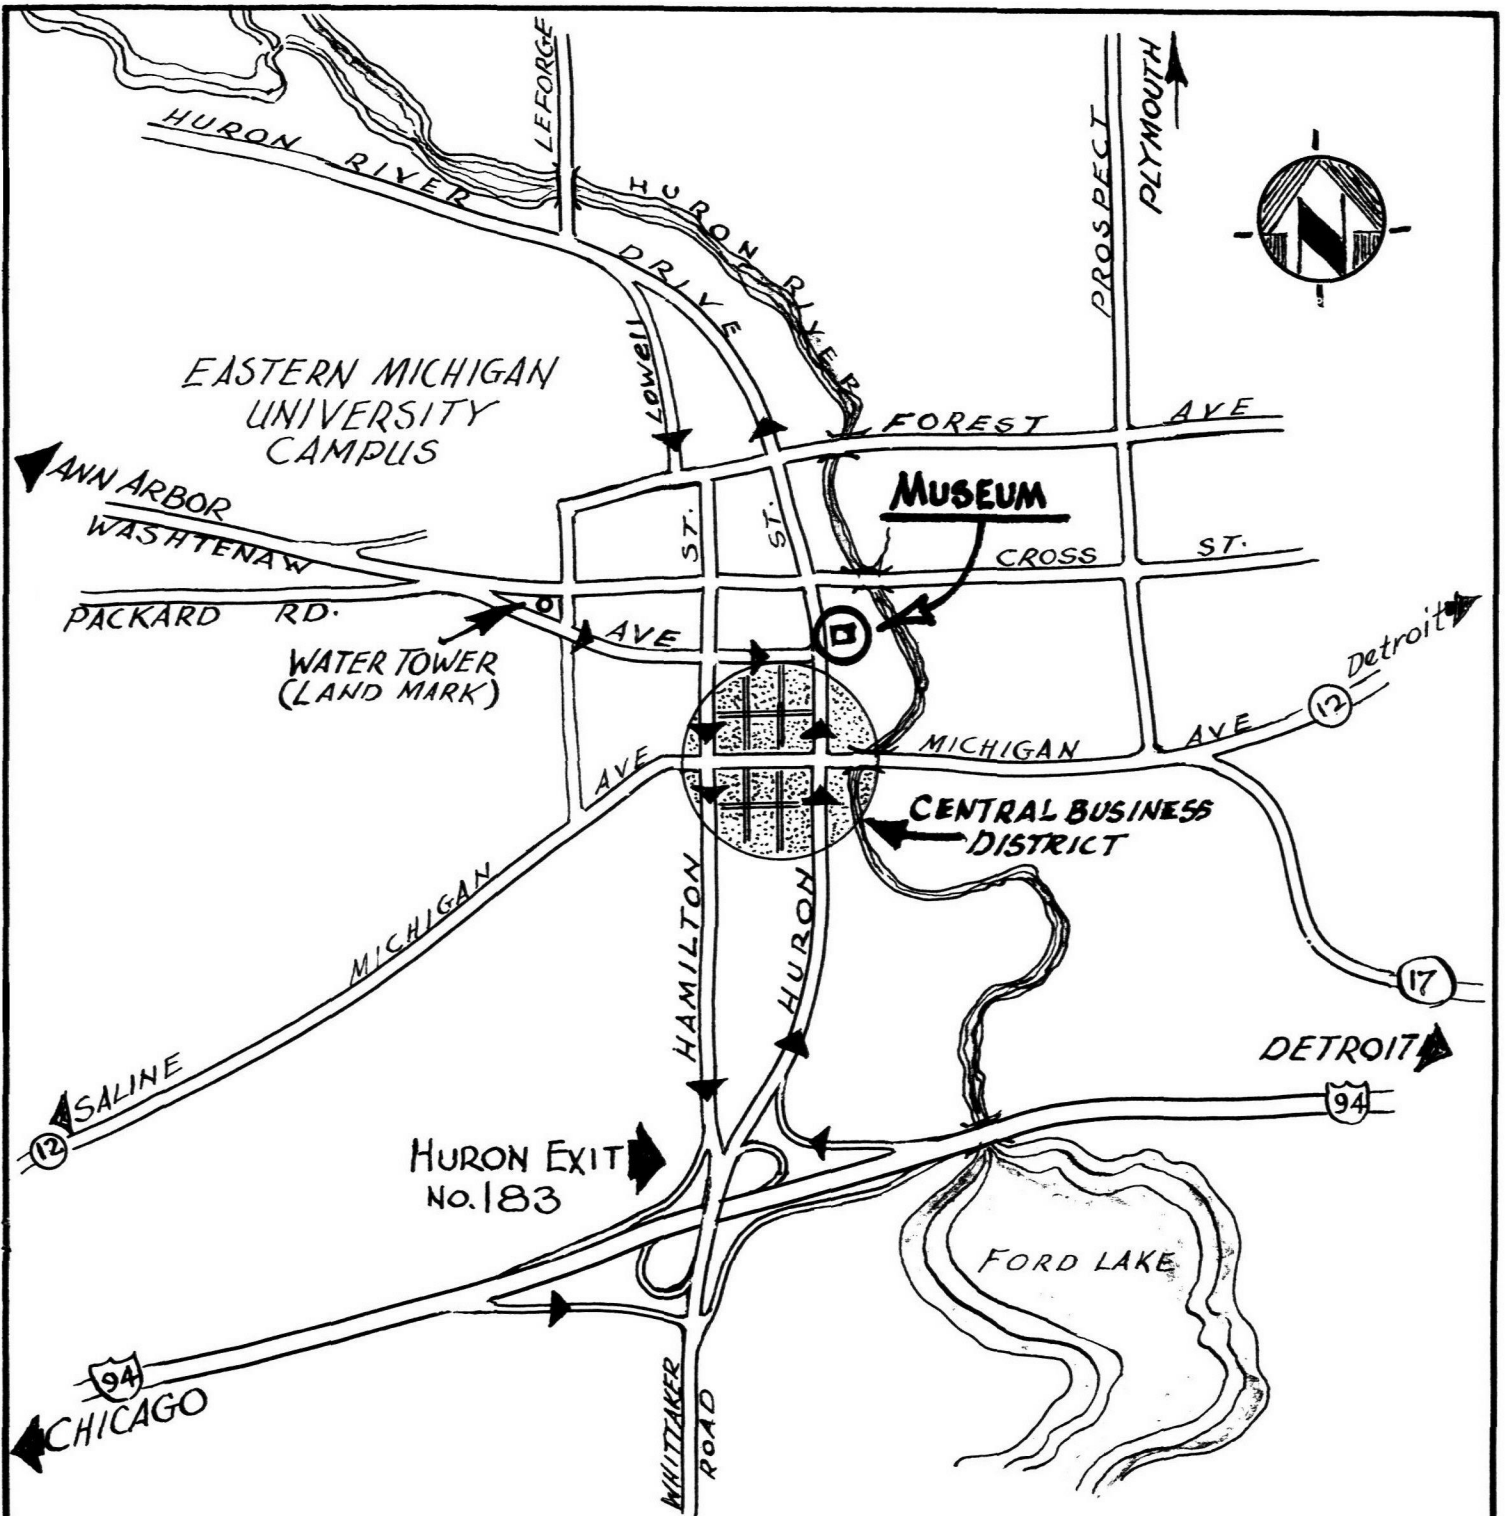 LEFORGE
PROSPECT
PLYMOUTH
HURON RIVER DRIVE
HURON RIVER
N
LOWEll
EASTERN MICHIGAN
UNIVERSITY
CAMPUS
FOREST AVE
ANN ARBOR
WASHTENAW AVE
MUSEUM
ST.
ST.
CROSS ST.
PACKARD RD.
WATER TOWER
(LAND MARK)
Detroit
12
MICHIGAN AVE
AVE
CENTRAL BUSINESS
DISTRICT
MICHIGAN
HAMILTON
HURON
17
DETROIT
SALINE
12
94
HURON EXIT
NO. 183
FORD LAKE
94
CHICAGO
WHITTAKER
ROAD